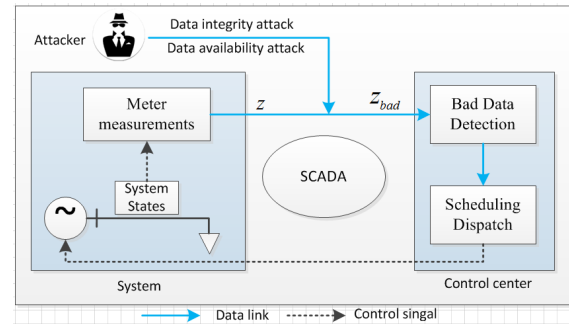 Data integrity attack
Attacker
Data availability attack
Meter
measurements
z
z_bad
Bad Data
Detection
SCADA
System
States
~
Scheduling
Dispatch
System
Control center
Data link
Control singal